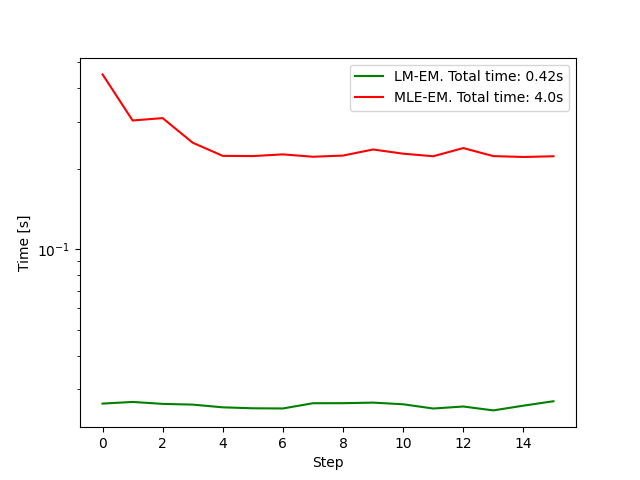 LM-EM. Total time: 0.42s
MLE-EM. Total time: 4.0s
Time [s]
10⁻¹
0 2 4 6 8 10 12 14
Step